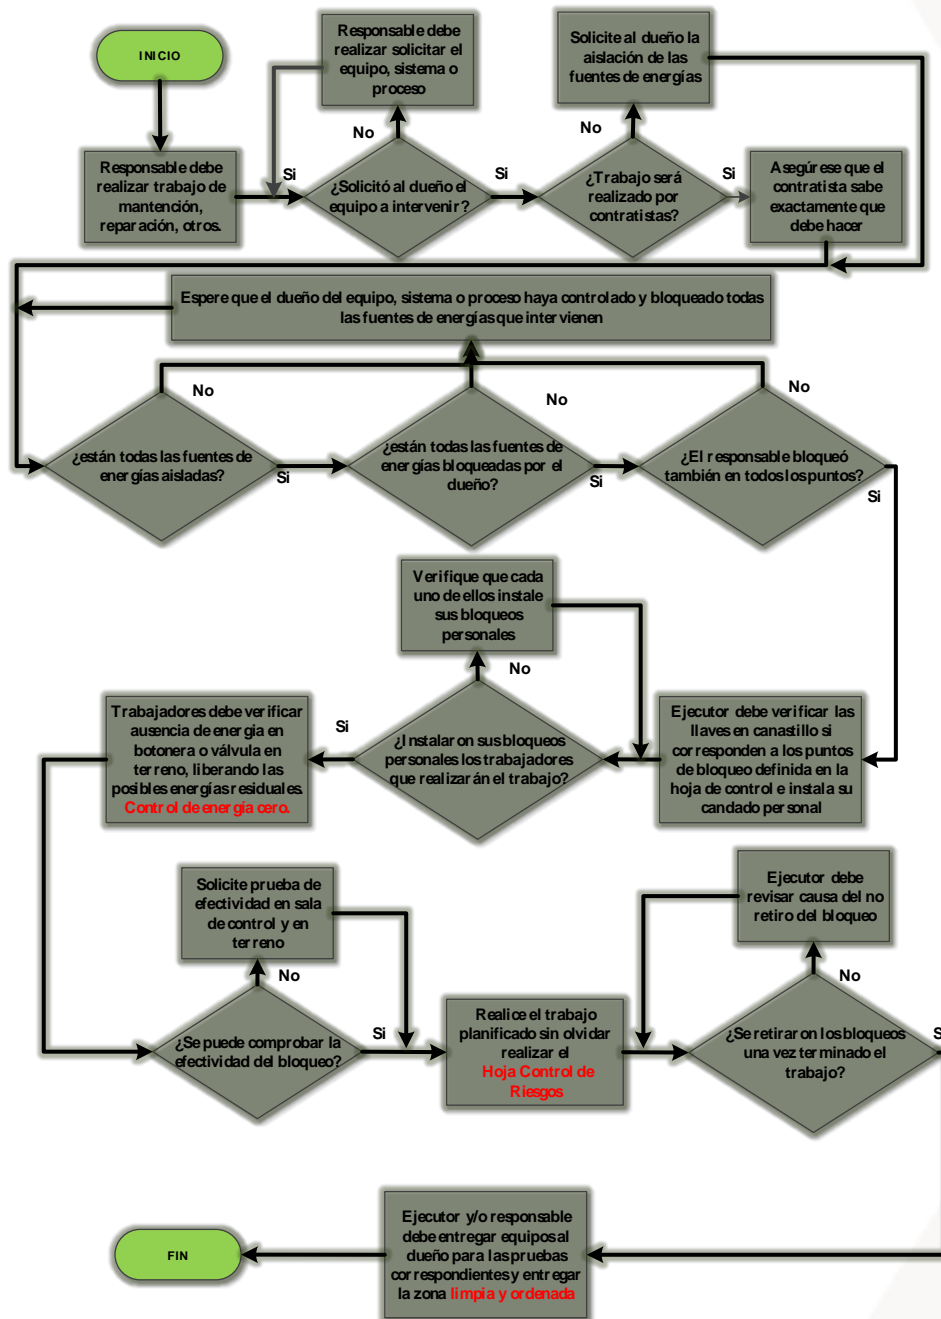 INICIO
Responsable debe
realizar trabajo de
mantención,
reparación, otros.
Si
Responsable debe
realizar solicitar el
equipo, sistema o
proceso
No
¿Solicitó al dueño el
equipo a intervenir?
Si
Solicite al dueño la
aislación de las
fuentes de energías
No
¿Trabajo será
realizado por
contratistas?
Si
Asegúrese que el
contratista sabe
exactamente que
debe hacer
Espere que el dueño del equipo, sistema o proceso haya controlado y bloqueado todas
las fuentes de energías que intervienen
No
¿están todas las fuentes de
energías aisladas?
Si
No
¿están todas las fuentes de
energías bloqueadas por el
dueño?
Si
No
¿El responsable bloqueó
también en todos los puntos?
Si
Ejecutor debe verificar las
llaves en canastillo si
corresponden a los puntos
de bloqueo definida en la
hoja de control e instala su
candado personal
Verifique que cada
uno de ellos instale
sus bloqueos
personales
No
¿Instalaron sus bloqueos
personales los trabajadores
que realizarán el trabajo?
Si
Trabajadores debe verificar
ausencia de energía en
botonera o válvula en
terreno, liberando las
posibles energías residuales.
Control de energía cero.
Solicite prueba de
efectividad en sala
de control y en
terreno
No
¿Se puede comprobar la
efectividad del bloqueo?
Si
Realice el trabajo
planificado sin olvidar
realizar el
Hoja Control de
Riesgos
Ejecutor debe
revisar causa del no
retiro del bloqueo
No
¿Se retiraron los bloqueos
una vez terminado el
trabajo?
Ejecutor y/o responsable
debe entregar equipos al
dueño para las pruebas
correspondientes y entregar
la zona limpia y ordenada
FIN